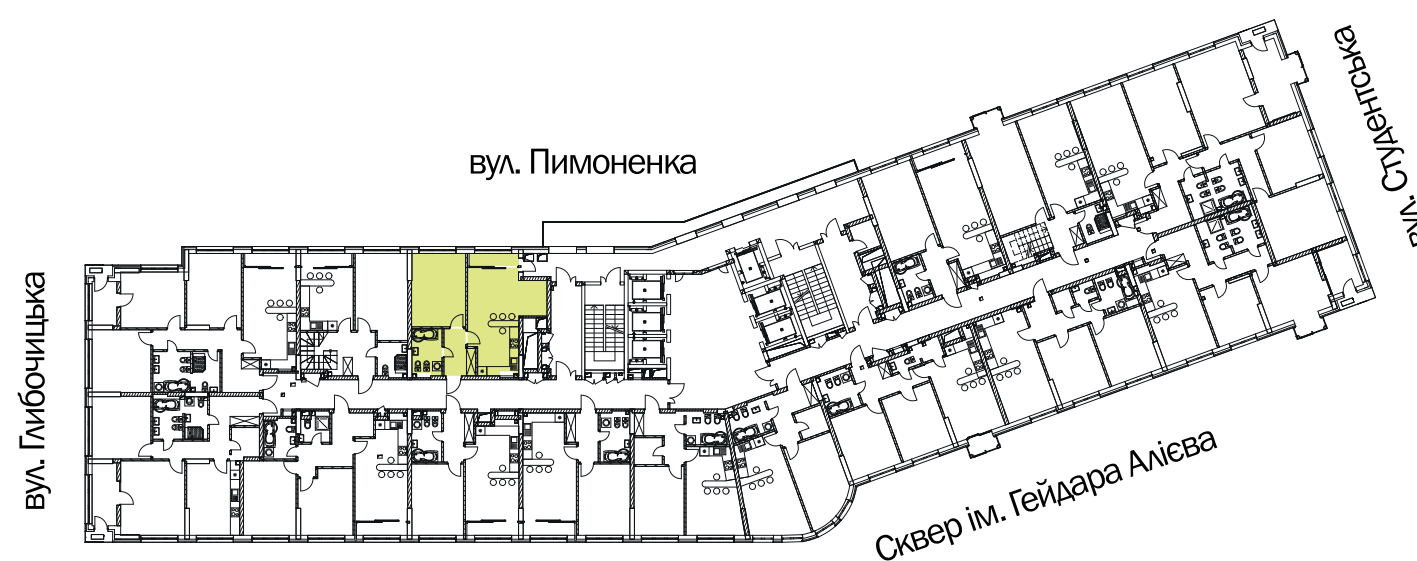 вул. Пимоненка
вул. Студентська
вул. Глибочицька
Сквер ім. Гейдара Алієва